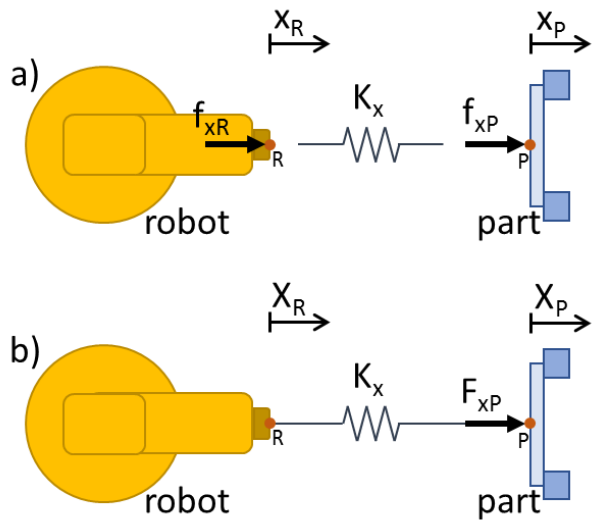 x_R x_P
a)
f_xR K_x f_xP
R P
robot part
X_R X_P
b)
K_x F_xP
R P
robot part